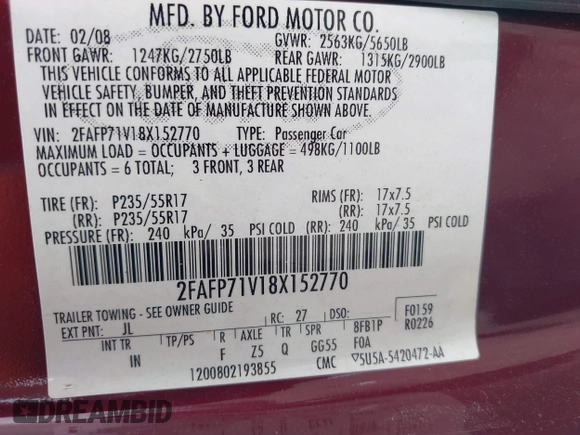 MFD. BY FORD MOTOR CO.
DATE: 02/08 GVWR: 2563KG/5650LB
FRONT GAWR: 1247KG/2750LB REAR GAWR: 1315KG/2900LB
THIS VEHICLE CONFORMS TO ALL APPLICABLE FEDERAL MOTOR
VEHICLE SAFETY, BUMPER, AND THEFT PREVENTION STANDARDS
IN EFFECT ON THE DATE OF MANUFACTURE SHOWN ABOVE.
VIN: 2FAFP71V18X152770 TYPE: Passenger Car
MAXIMUM LOAD = OCCUPANTS + LUGGAGE = 498KG/1100LB
OCCUPANTS = 6 TOTAL; 3 FRONT, 3 REAR
TIRE (FR): P235/55R17 RIMS (FR): 17x7.5
(RR): P235/55R17 (RR): 17x7.5
PRESSURE (FR): 240 kPa/ 35 PSI COLD (RR): 240 kPa/ 35 PSI COLD
2FAFP71V18X152770
TRAILER TOWING - SEE OWNER GUIDE
EXT PNT: JL RC: 27 DSO: F0159
INT TR TP/PS R AXLE TR SPR 8FB1P R0226
IN F Z5 Q GG55 F0A
1200802193855 CMC 5U5A-5420472-AA
DREAMBID